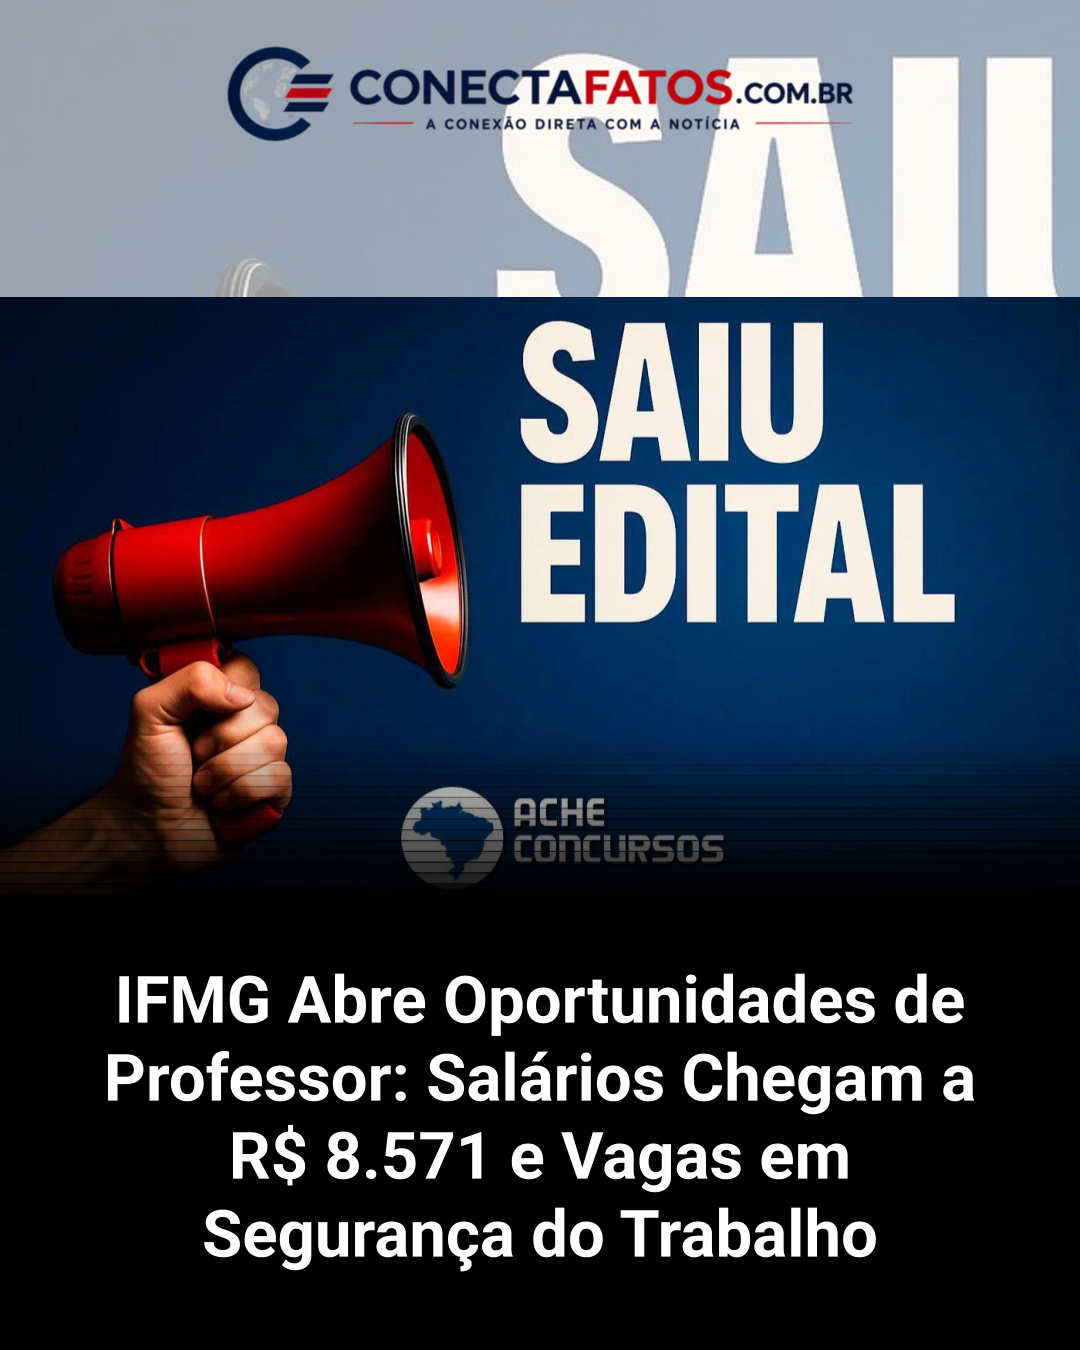 CONECTAFATOS.COM.BR
A CONEXÃO DIRETA COM A NOTÍCIA
SAIU
SAIU
EDITAL
ACHE
CONCURSOS
IFMG Abre Oportunidades de
Professor: Salários Chegam a
R$ 8.571 e Vagas em
Segurança do Trabalho